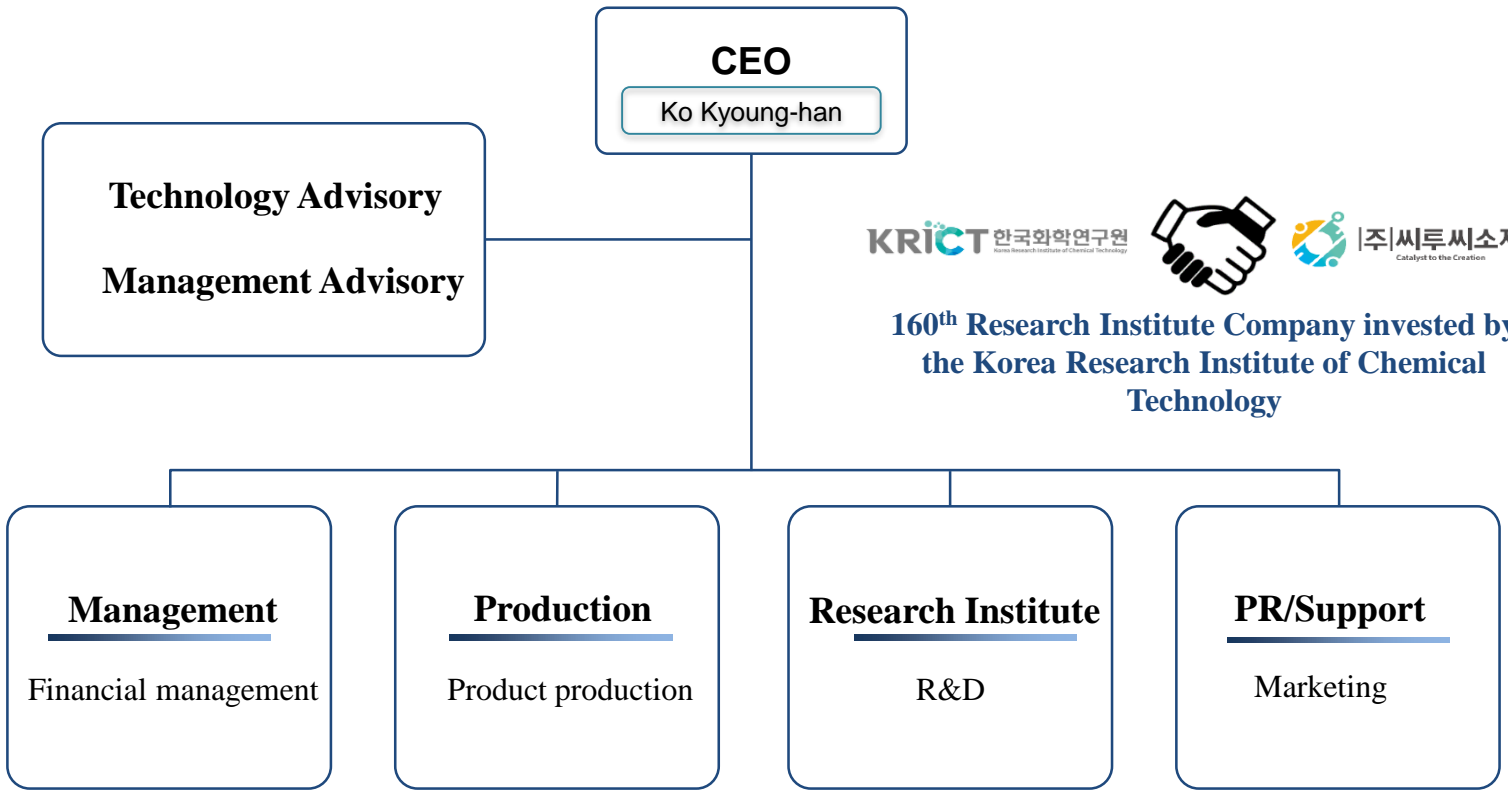 CEO
Ko Kyoung-han
Technology Advisory
Management Advisory
KRICT 한국화학연구원
Korea Research Institute of Chemical Technology
|주|씨투씨소재
Catalyst to the Creation
160th Research Institute Company invested by
the Korea Research Institute of Chemical
Technology
Management
Financial management
Production
Product production
Research Institute
R&D
PR/Support
Marketing